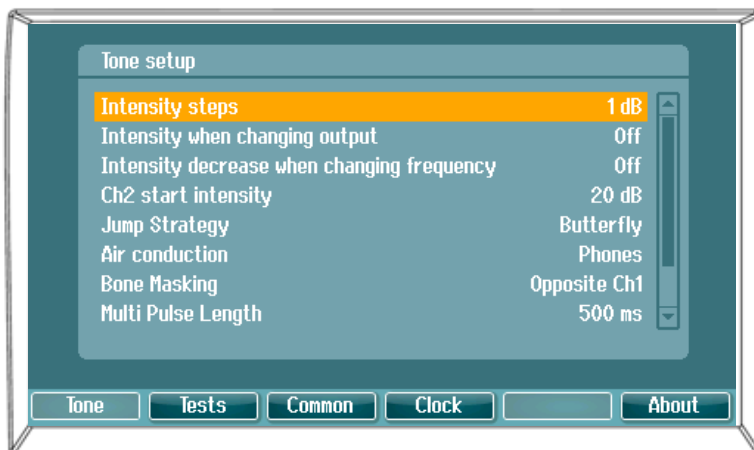 Tone setup
Intensity steps 1 dB
Intensity when changing output Off
Intensity decrease when changing frequency Off
Ch2 start intensity 20 dB
Jump Strategy Butterfly
Air conduction Phones
Bone Masking Opposite Ch1
Multi Pulse Length 500 ms
Tone Tests Common Clock About